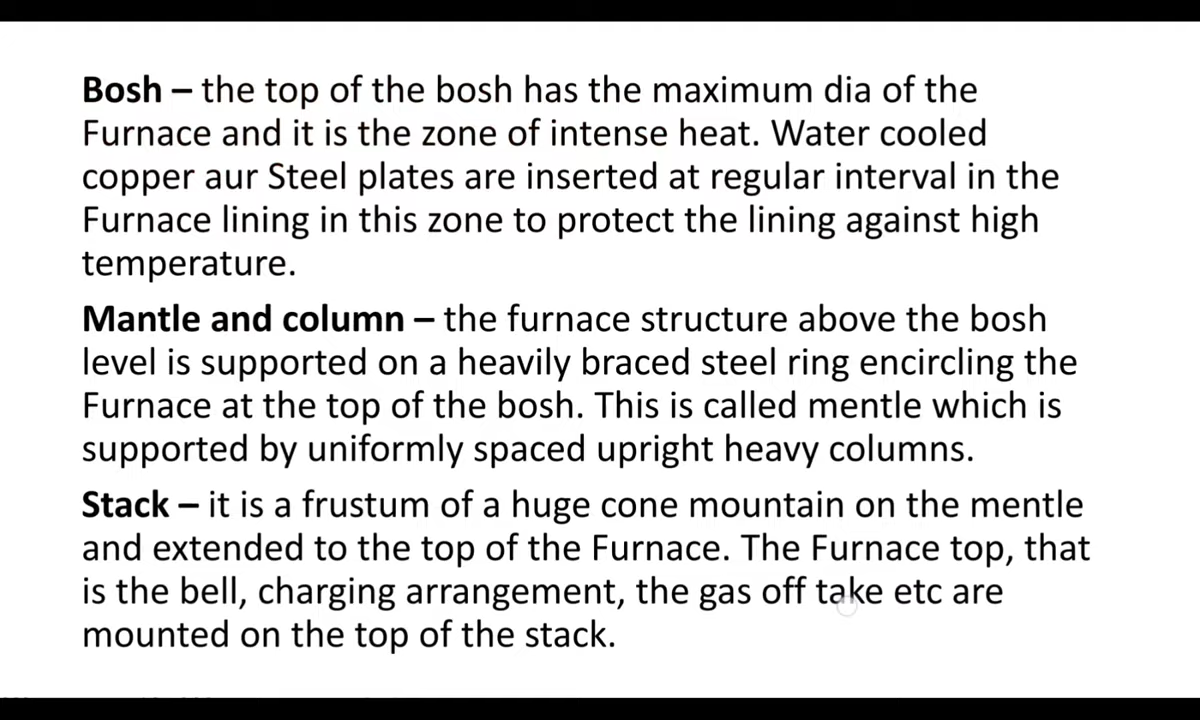 Bosh – the top of the bosh has the maximum dia of the
Furnace and it is the zone of intense heat. Water cooled
copper aur Steel plates are inserted at regular interval in the
Furnace lining in this zone to protect the lining against high
temperature.
Mantle and column – the furnace structure above the bosh
level is supported on a heavily braced steel ring encircling the
Furnace at the top of the bosh. This is called mentle which is
supported by uniformly spaced upright heavy columns.
Stack – it is a frustum of a huge cone mountain on the mentle
and extended to the top of the Furnace. The Furnace top, that
is the bell, charging arrangement, the gas off take etc are
mounted on the top of the stack.